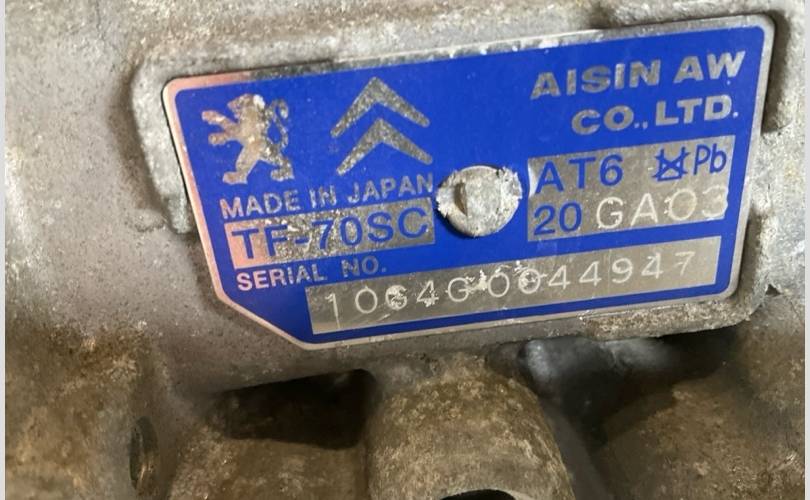 AISIN AW
CO.,LTD.
MADE IN JAPAN
TF-70SC
AT6 Pb
20 GA03
SERIAL NO.
1064G0044947